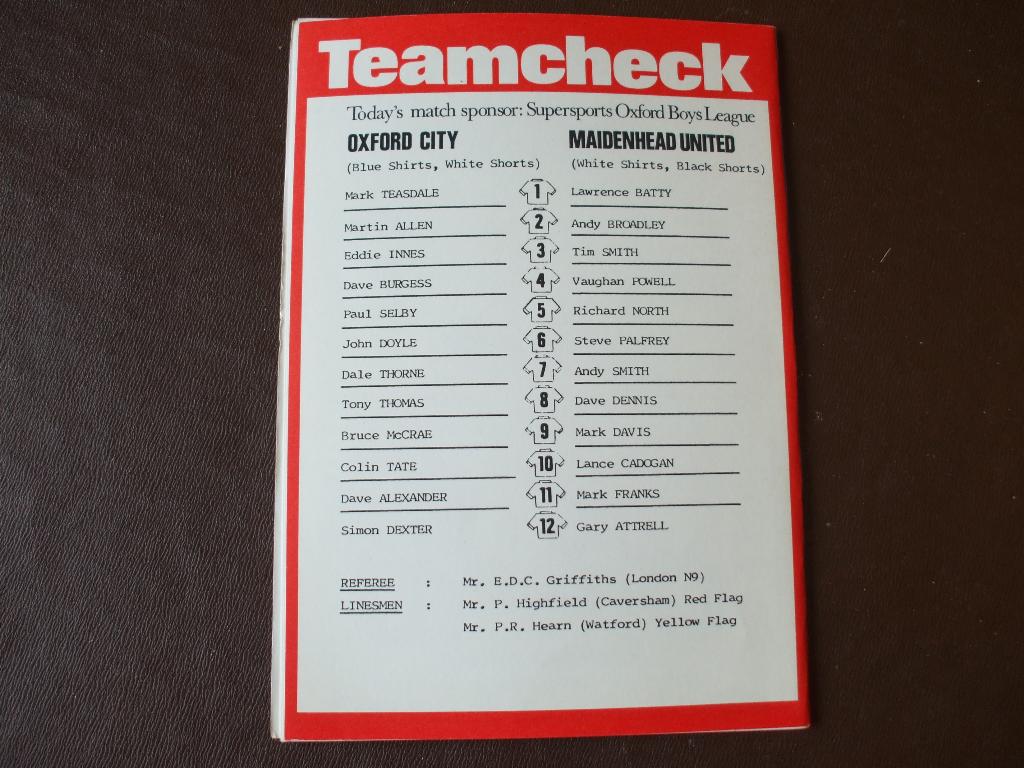 Teamcheck
Today's match sponsor: Supersports Oxford Boys League
OXFORD CITY MAIDENHEAD UNITED
(Blue Shirts, White Shorts) (White Shirts, Black Shorts)
Mark TEASDALE 1 Lawrence BATTY
Martin ALLEN 2 Andy BROADLEY
Eddie INNES 3 Tim SMITH
Dave BURGESS 4 Vaughan POWELL
Paul SELBY 5 Richard NORTH
John DOYLE 6 Steve PALFREY
Dale THORNE 7 Andy SMITH
Tony THOMAS 8 Dave DENNIS
Bruce McCRAE 9 Mark DAVIS
Colin TATE 10 Lance CADOGAN
Dave ALEXANDER 11 Mark FRANKS
Simon DEXTER 12 Gary ATTRELL
REFEREE : Mr. E.D.C. Griffiths (London N9)
LINESMEN : Mr. P. Highfield (Caversham) Red Flag
Mr. P.R. Hearn (Watford) Yellow Flag